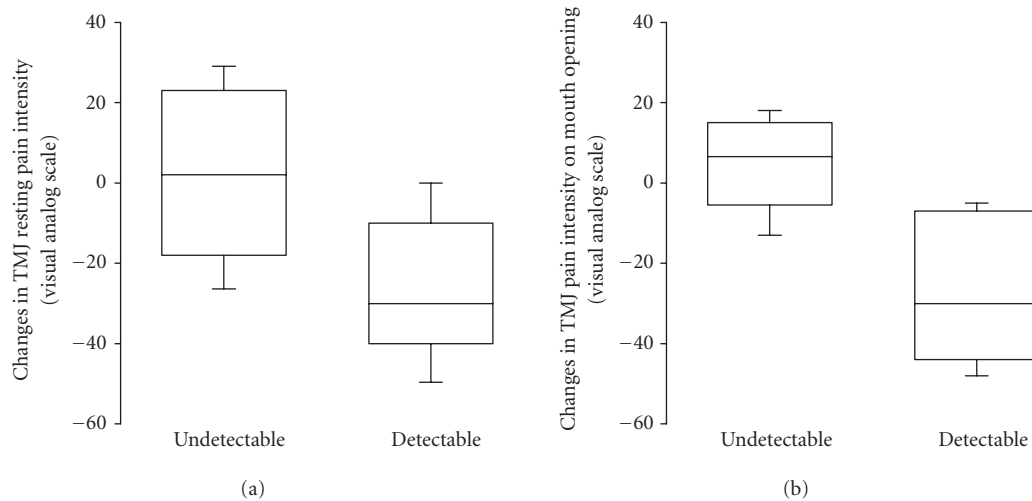 Changes in TMJ resting pain intensity
(visual analog scale)
40
20
0
−20
−40
−60
Undetectable
Detectable
(a)
Changes in TMJ pain intensity on mouth opening
(visual analog scale)
40
20
0
−20
−40
−60
Undetectable
Detectable
(b)